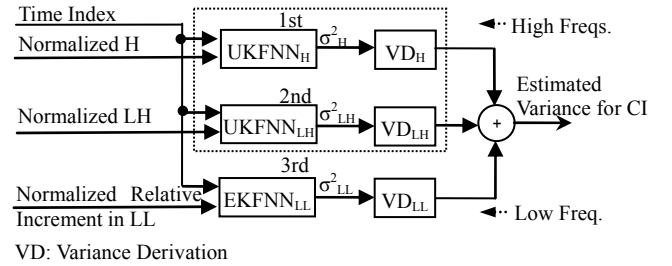 Time Index
1st
High Freqs.
Normalized H
UKFNN_H
σ²_H
VD_H
Estimated
Variance for CI
2nd
Normalized LH
UKFNN_LH
σ²_LH
VD_LH
+
3rd
Normalized Relative
Increment in LL
EKFNN_LL
σ²_LL
VD_LL
Low Freq.
VD: Variance Derivation